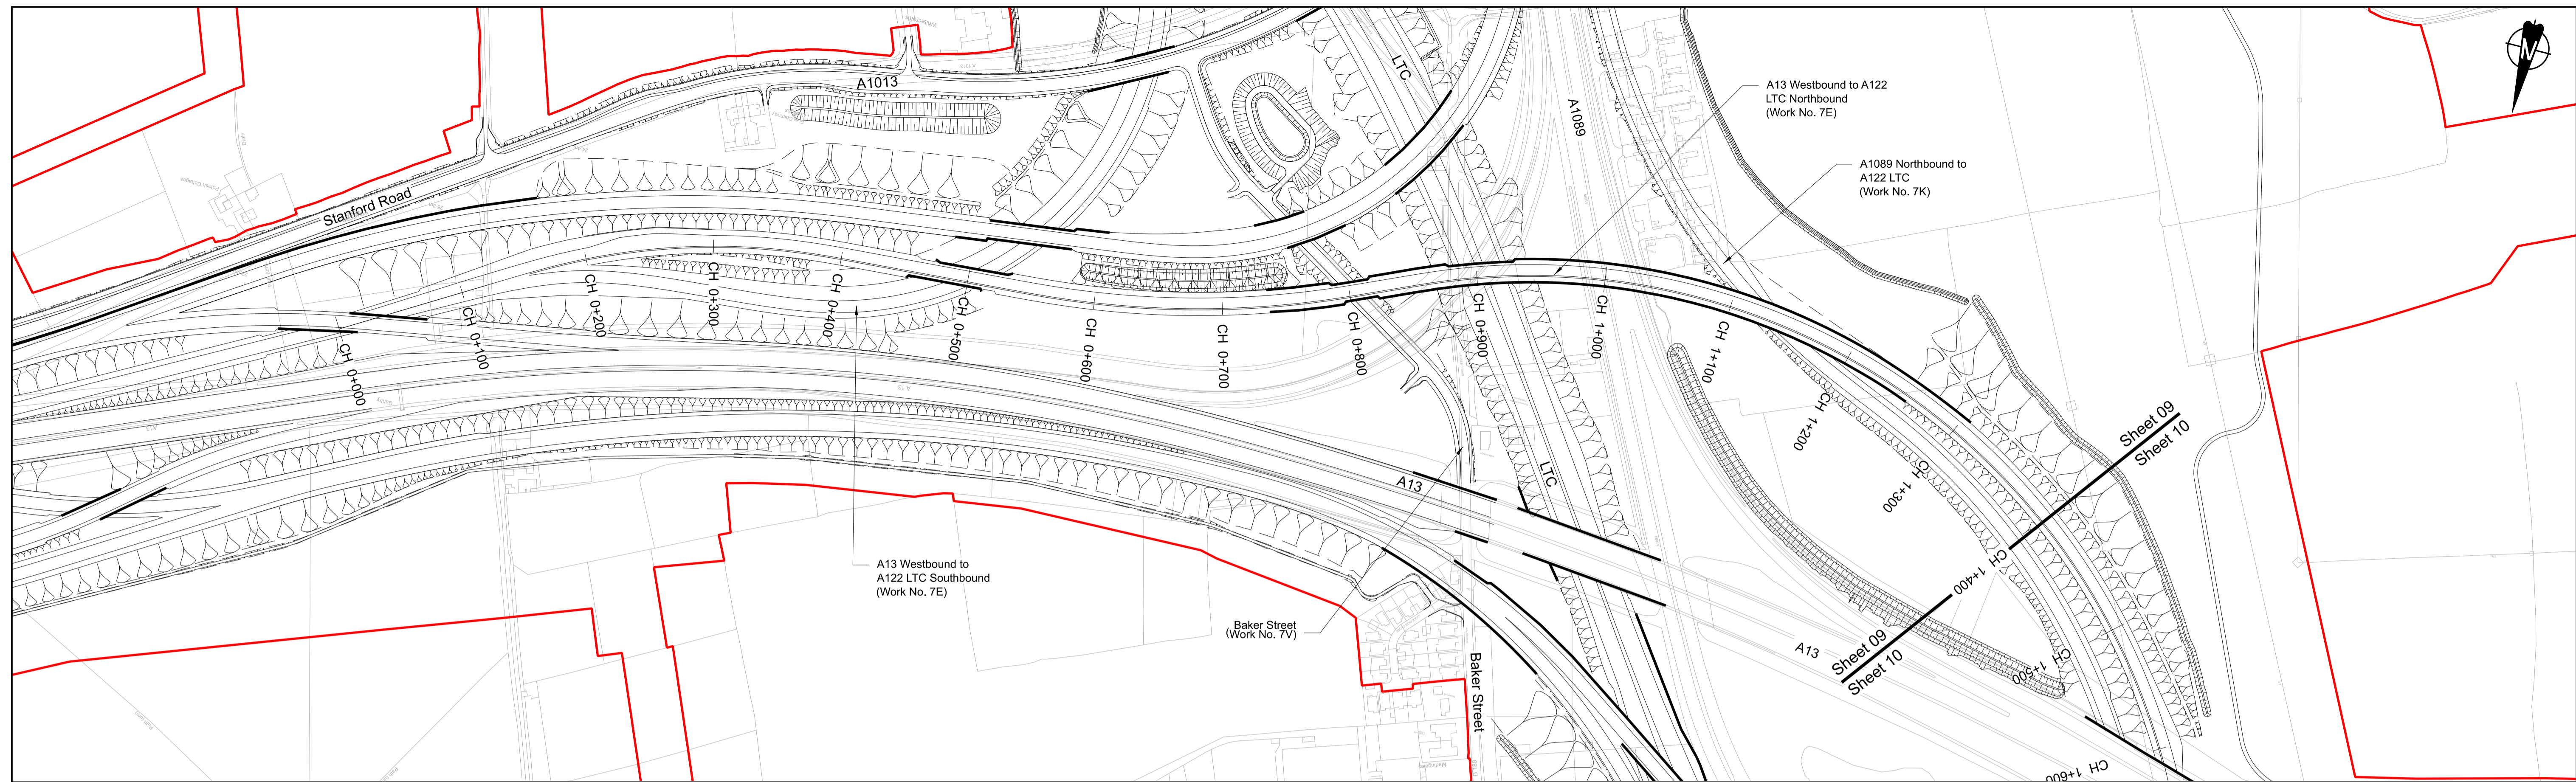 Whitecrofts
A 1013
A1013
LTC
A1089
N
A13 Westbound to A122
LTC Northbound
(Work No. 7E)
A1089 Northbound to
A122 LTC
(Work No. 7K)
Stanford Road
CH 0+000
CH 0+100
CH 0+200
CH 0+300
CH 0+400
CH 0+500
CH 0+600
CH 0+700
CH 0+800
CH 0+900
CH 1+000
CH 1+100
CH 1+200
CH 1+300
CH 1+400
CH 1+500
CH 1+600
Sheet 09
Sheet 10
A 13
A13
Gantry
A13
LTC
A13 Westbound to
A122 LTC Southbound
(Work No. 7E)
Baker Street
(Work No. 7V)
Baker Street
A13
Sheet 09
Sheet 10